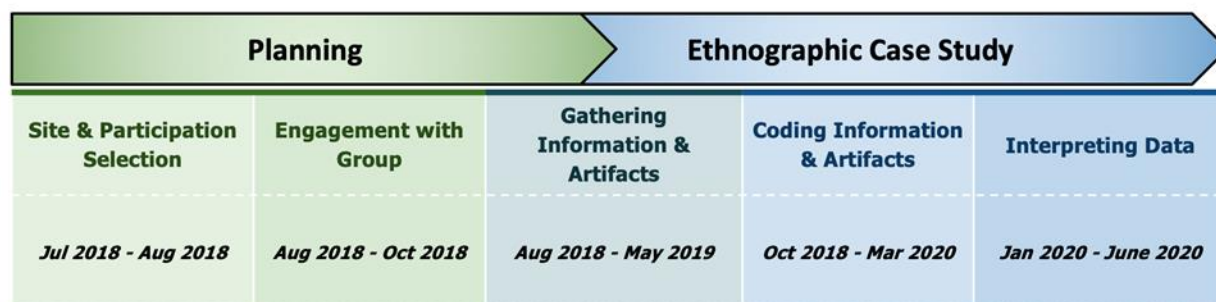 Planning
Ethnographic Case Study
Site & Participation
Selection
Engagement with
Group
Gathering
Information &
Artifacts
Coding Information
& Artifacts
Interpreting Data
Jul 2018 - Aug 2018
Aug 2018 - Oct 2018
Aug 2018 - May 2019
Oct 2018 - Mar 2020
Jan 2020 - June 2020